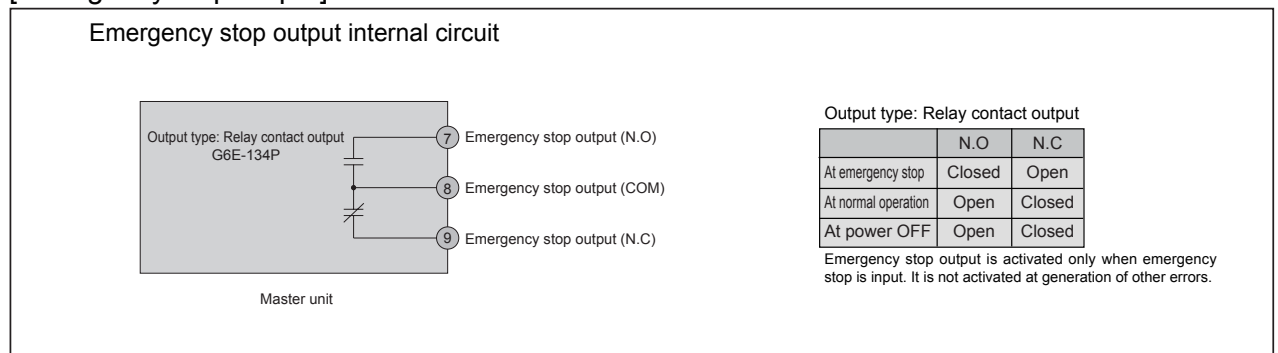 Emergency stop output internal circuit
Output type: Relay contact output
G6E-134P
7 Emergency stop output (N.O)
8 Emergency stop output (COM)
9 Emergency stop output (N.C)
Master unit
Output type: Relay contact output
N.O N.C
At emergency stop Closed Open
At normal operation Open Closed
At power OFF Open Closed
Emergency stop output is activated only when emergency
stop is input. It is not activated at generation of other errors.